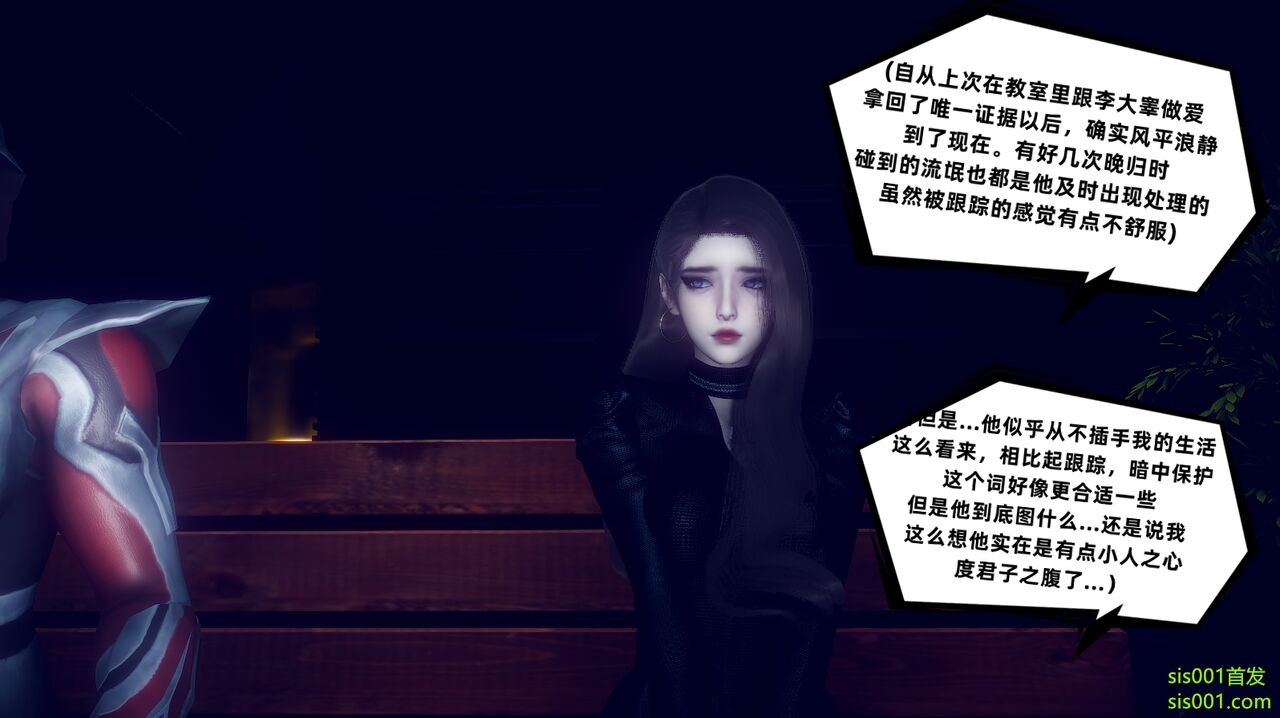 (自从上次在教室里跟李大睾做爱
拿回了唯一证据以后，确实风平浪静
到了现在。有好几次晚归时
碰到的流氓也都是他及时出现处理的
虽然被跟踪的感觉有点不舒服)
但是...他似乎从不插手我的生活
这么看来，相比起跟踪，暗中保护
这个词好像更合适一些
但是他到底图什么...还是说我
这么想他实在是有点小人之心
度君子之腹了...)
sis001首发
sis001.com